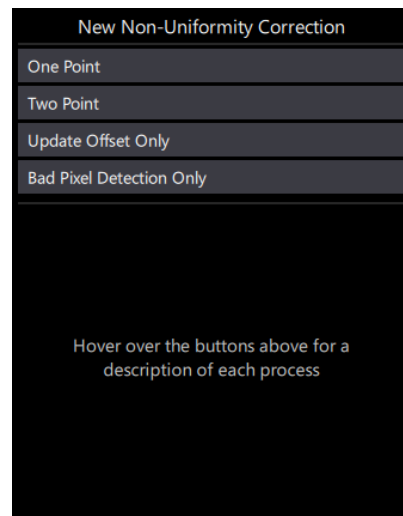 New Non-Uniformity Correction
One Point
Two Point
Update Offset Only
Bad Pixel Detection Only
Hover over the buttons above for a
description of each process